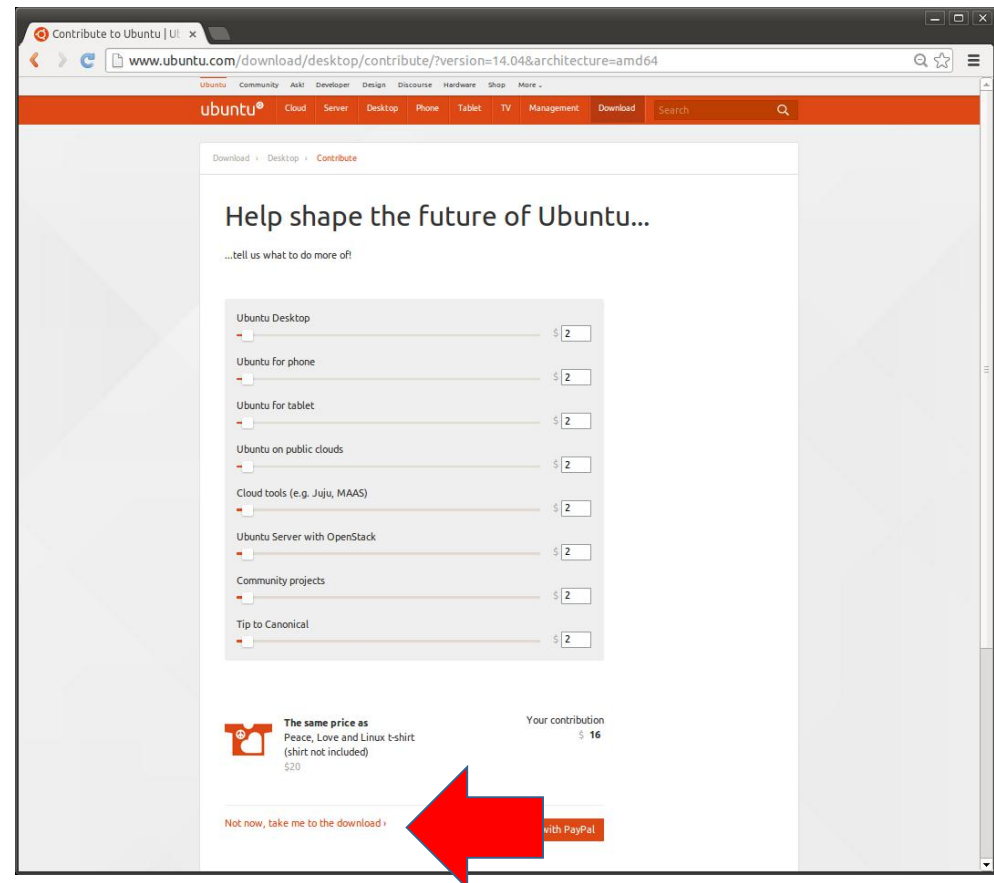 Contribute to Ubuntu | Ub
www.ubuntu.com/download/desktop/contribute/?version=14.04&architecture=amd64
Ubuntu Community Ask! Developer Design Discourse Hardware Shop More
ubuntu Cloud Server Desktop Phone Tablet TV Management Download Search
Download › Desktop › Contribute
Help shape the future of Ubuntu...
...tell us what to do more of!
Ubuntu Desktop
$ 2
Ubuntu for phone
$ 2
Ubuntu for tablet
$ 2
Ubuntu on public clouds
$ 2
Cloud tools (e.g. Juju, MAAS)
$ 2
Ubuntu Server with OpenStack
$ 2
Community projects
$ 2
Tip to Canonical
$ 2
The same price as
Peace, Love and Linux t-shirt
(shirt not included)
$20
Your contribution
$ 16
Not now, take me to the download ›
with PayPal